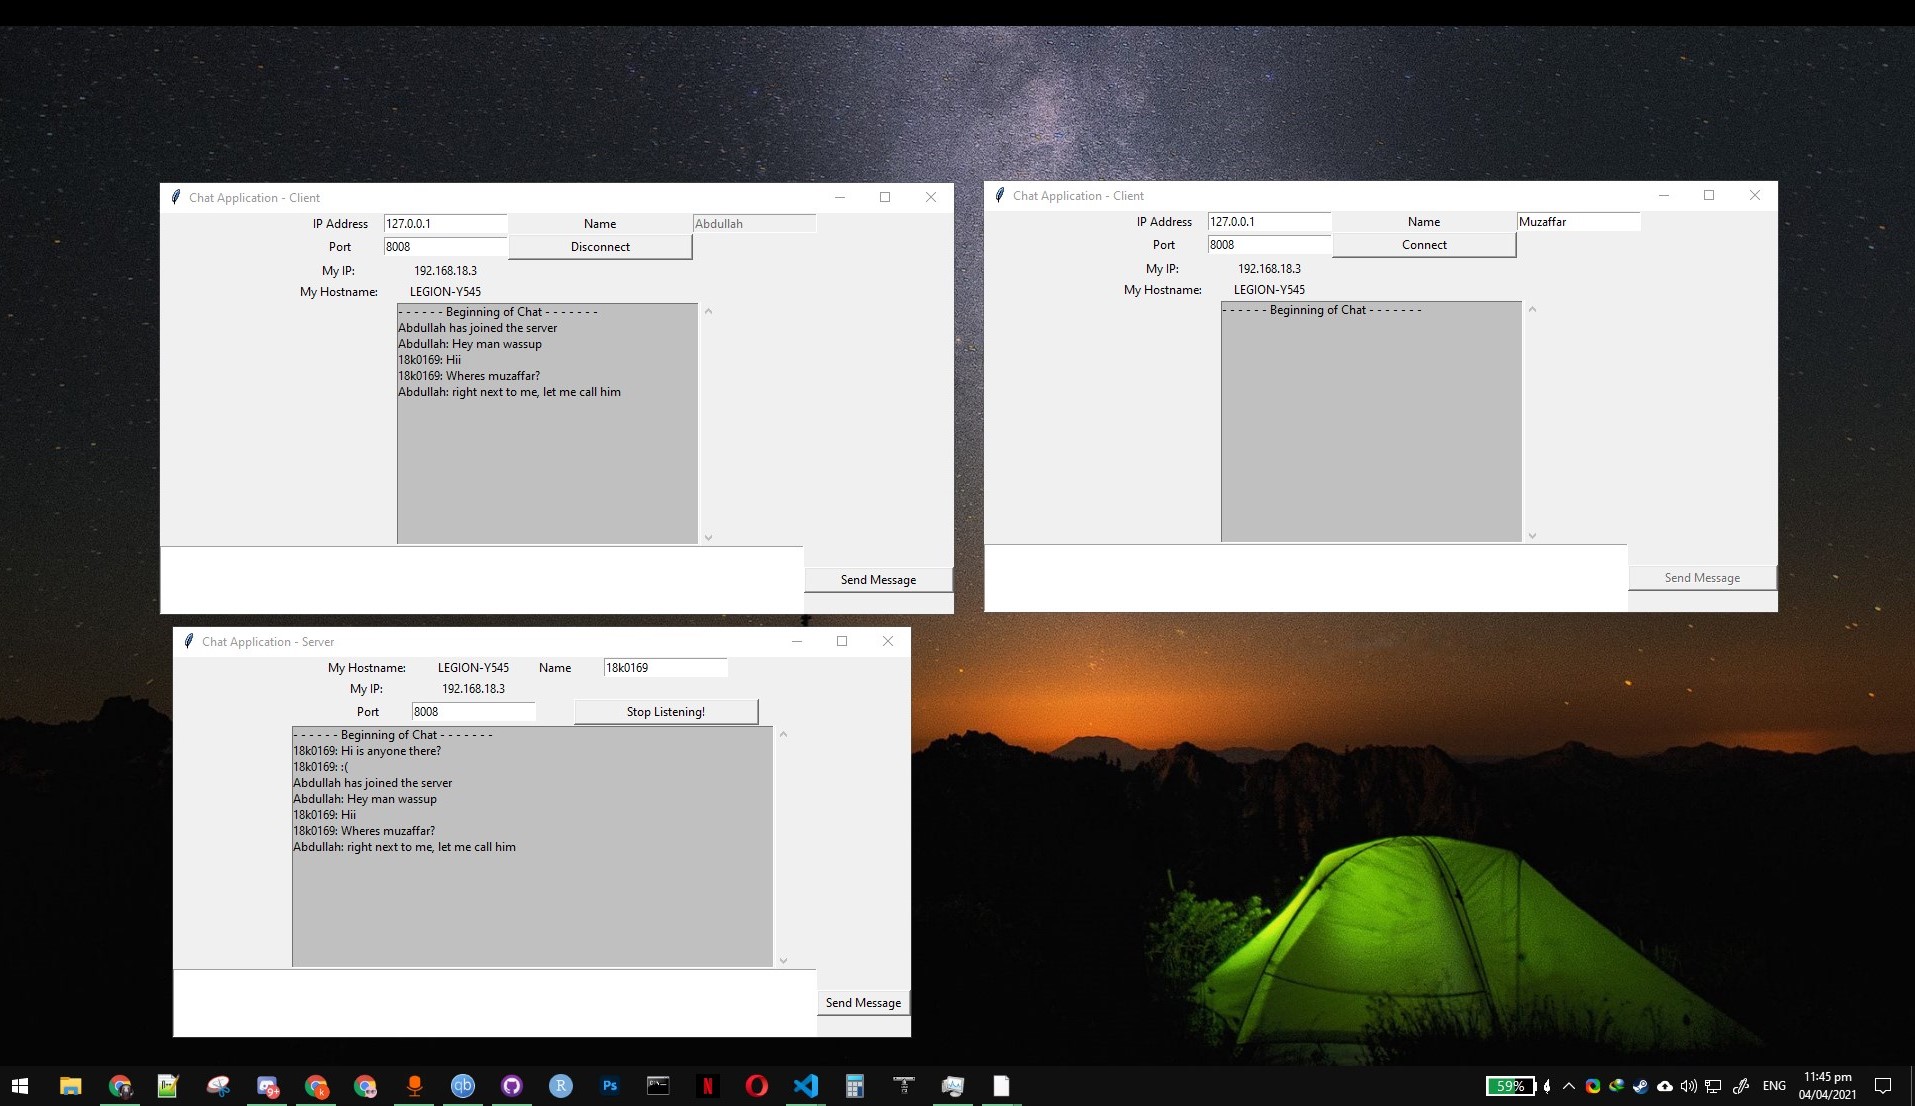 Chat Application - Client
IP Address 127.0.0.1 Name Abdullah
Port 8008 Disconnect
My IP: 192.168.18.3
My Hostname: LEGION-Y545
- - - - - - Beginning of Chat - - - - - - -
Abdullah has joined the server
Abdullah: Hey man wassup
18k0169: Hii
18k0169: Wheres muzaffar?
Abdullah: right next to me, let me call him
Send Message
Chat Application - Client
IP Address 127.0.0.1 Name Muzaffar
Port 8008 Connect
My IP: 192.168.18.3
My Hostname: LEGION-Y545
- - - - - - Beginning of Chat - - - - - - -
Send Message
Chat Application - Server
My Hostname: LEGION-Y545 Name 18k0169
My IP: 192.168.18.3
Port 8008 Stop Listening!
- - - - - - Beginning of Chat - - - - - - -
18k0169: Hi is anyone there?
18k0169: :(
Abdullah has joined the server
Abdullah: Hey man wassup
18k0169: Hii
18k0169: Wheres muzaffar?
Abdullah: right next to me, let me call him
Send Message
9+
k
qb
R
Ps
N
59%
ENG
11:45 pm
04/04/2021